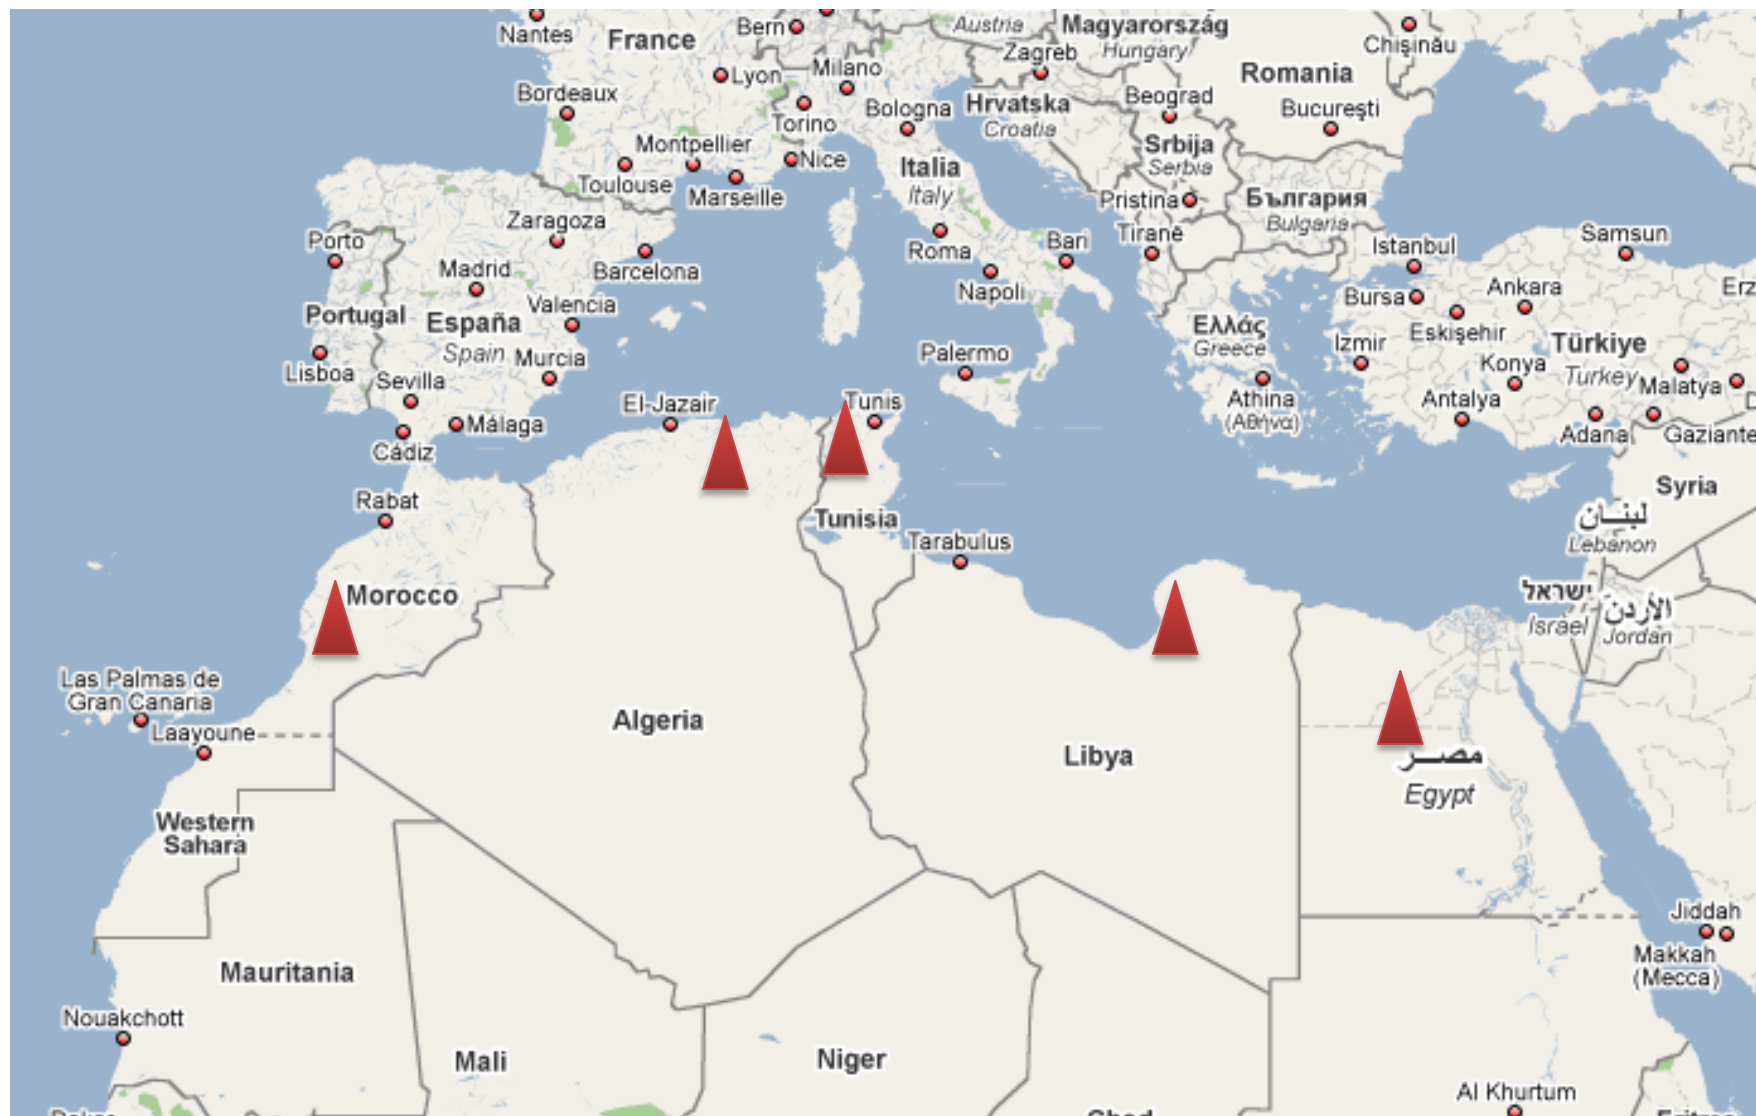 Nantes
France
Bern
Austria
Magyarország
Hungary
Chişinău
Zagreb
Lyon
Milano
Romania
Bordeaux
Torino
Bologna
Hrvatska
Croatia
Beograd
Bucureşti
Montpellier
Nice
Srbija
Serbia
Toulouse
Marseille
Italia
Italy
Pristina
България
Bulgaria
Zaragoza
Porto
Barcelona
Roma
Bari
Tiranë
Istanbul
Samsun
Madrid
Valencia
Napoli
Bursa
Ankara
Portugal
España
Spain
Murcia
Ελλάς
Greece
Eskişehir
Izmir
Türkiye
Turkey
Palermo
Konya
Malatya
Lisboa
Sevilla
El-Jazair
Tunis
Athina
(Αθήνα)
Antalya
Málaga
Cádiz
Adana
Rabat
Syria
Tunisia
لبنان
Lebanon
Tarabulus
Morocco
ישראל
Israel
الأردن
Jordan
Las Palmas de
Gran Canaria
Laayoune
Algeria
Libya
مصر
Egypt
Western
Sahara
Jiddah
Makkah
(Mecca)
Mauritania
Nouakchott
Mali
Niger
Al Khurtum